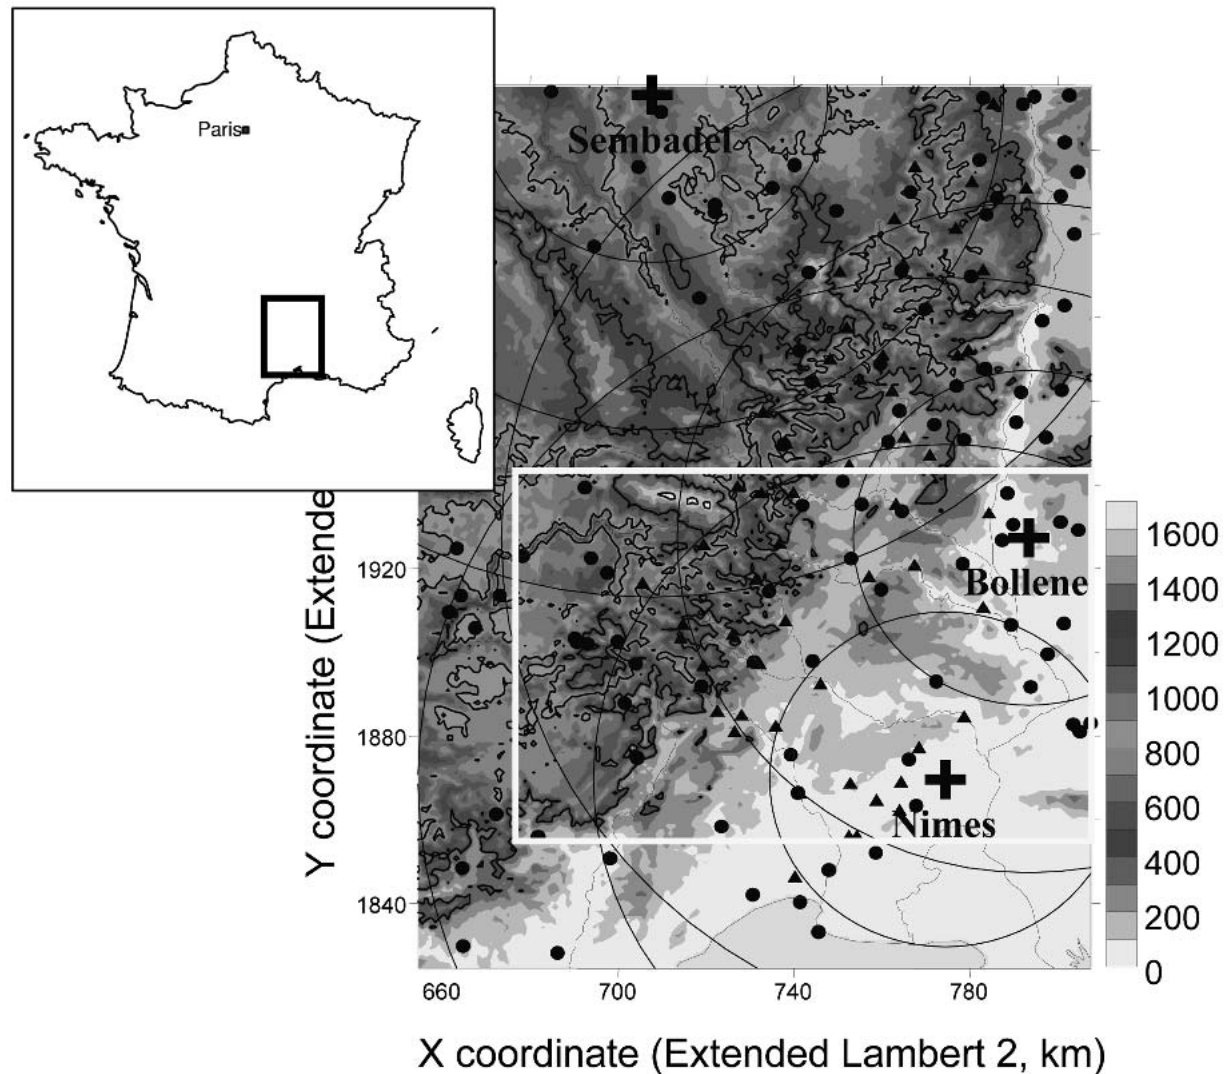 Paris
Sembadel
Bollene
Nimes
Y coordinate (Extende
1920
1880
1840
660
700
740
780
X coordinate (Extended Lambert 2, km)
1600
1400
1200
1000
800
600
400
200
0